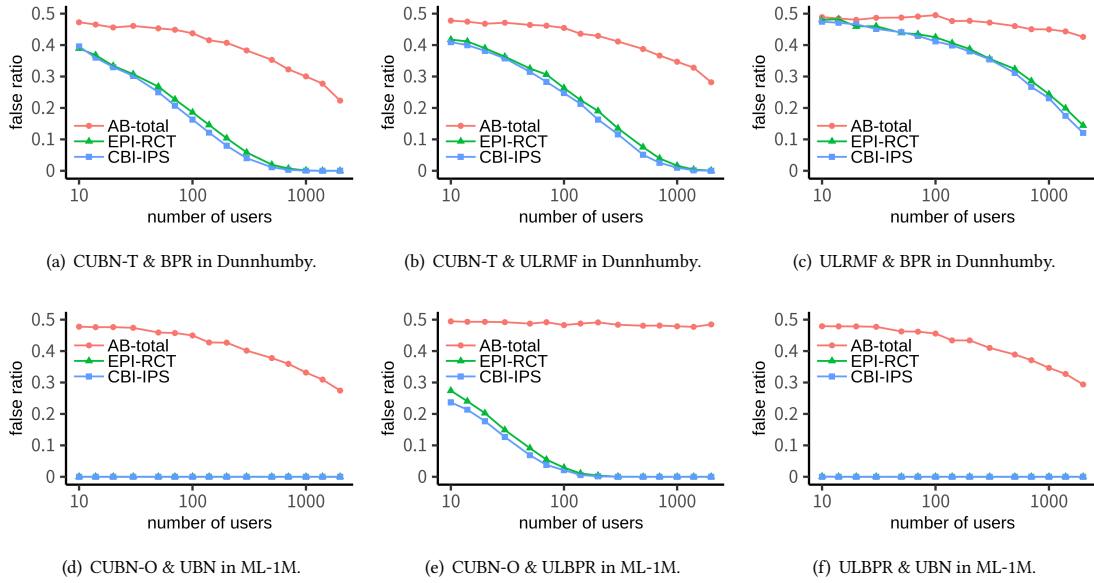 0.5
0.4
0.3
0.2
0.1
0
false ratio
AB-total
EPI-RCT
CBI-IPS
10
100
1000
number of users
(a) CUBN-T & BPR in Dunnhumby.
0.5
0.4
0.3
0.2
0.1
0
false ratio
AB-total
EPI-RCT
CBI-IPS
10
100
1000
number of users
(b) CUBN-T & ULRMF in Dunnhumby.
0.5
0.4
0.3
0.2
0.1
0
false ratio
AB-total
EPI-RCT
CBI-IPS
10
100
1000
number of users
(c) ULRMF & BPR in Dunnhumby.
0.5
0.4
0.3
0.2
0.1
0
false ratio
AB-total
EPI-RCT
CBI-IPS
10
100
1000
number of users
(d) CUBN-O & UBN in ML-1M.
0.5
0.4
0.3
0.2
0.1
0
false ratio
AB-total
EPI-RCT
CBI-IPS
10
100
1000
number of users
(e) CUBN-O & ULBPR in ML-1M.
0.5
0.4
0.3
0.2
0.1
0
false ratio
AB-total
EPI-RCT
CBI-IPS
10
100
1000
number of users
(f) ULBPR & UBN in ML-1M.